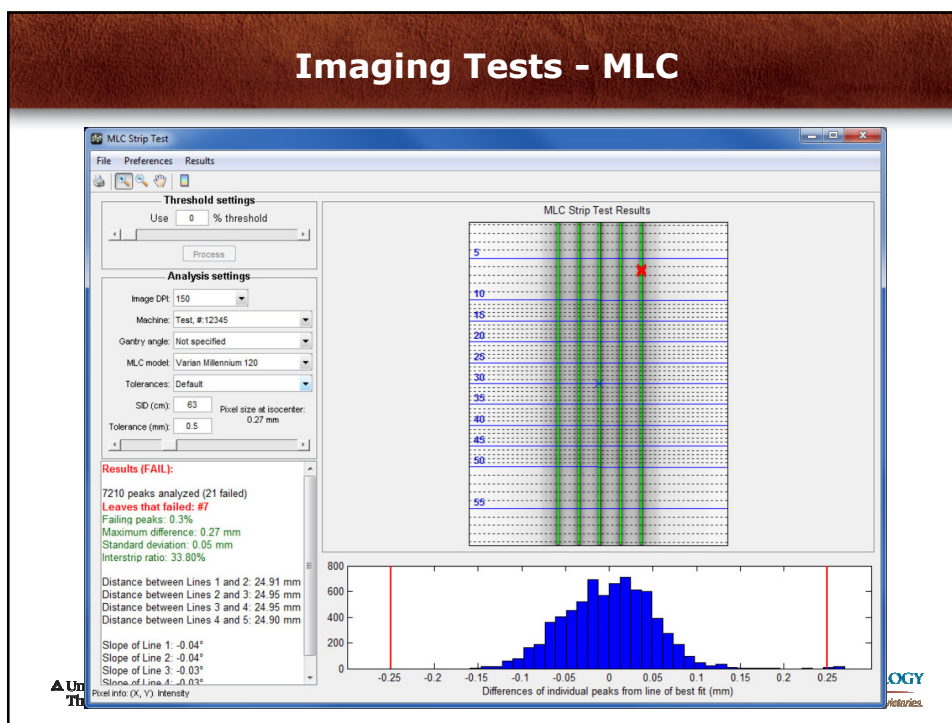 Imaging Tests - MLC
MLC Strip Test
File Preferences Results
Threshold settings
Use 0 % threshold
Process
Analysis settings
Image DPI: 150
Machine: Test, #:12345
Gantry angle: Not specified
MLC model: Varian Millennium 120
Tolerances: Default
SID (cm): 63
Pixel size at isocenter:
0.27 mm
Tolerance (mm): 0.5
Results (FAIL):
7210 peaks analyzed (21 failed)
Leaves that failed: #7
Failing peaks: 0.3%
Maximum difference: 0.27 mm
Standard deviation: 0.05 mm
Interstrip ratio: 33.80%
Distance between Lines 1 and 2: 24.91 mm
Distance between Lines 2 and 3: 24.95 mm
Distance between Lines 3 and 4: 24.95 mm
Distance between Lines 4 and 5: 24.90 mm
Slope of Line 1: -0.04°
Slope of Line 2: -0.04°
Slope of Line 3: -0.03°
Slope of Line 4: -0.03°
Pixel info: (X, Y) Intensity
MLC Strip Test Results
5
10
15
20
25
30
35
40
45
50
55
800
600
400
200
0
-0.25 -0.2 -0.15 -0.1 -0.05 0 0.05 0.1 0.15 0.2 0.25
Differences of individual peaks from line of best fit (mm)
A Un
Th
OGY
victories.